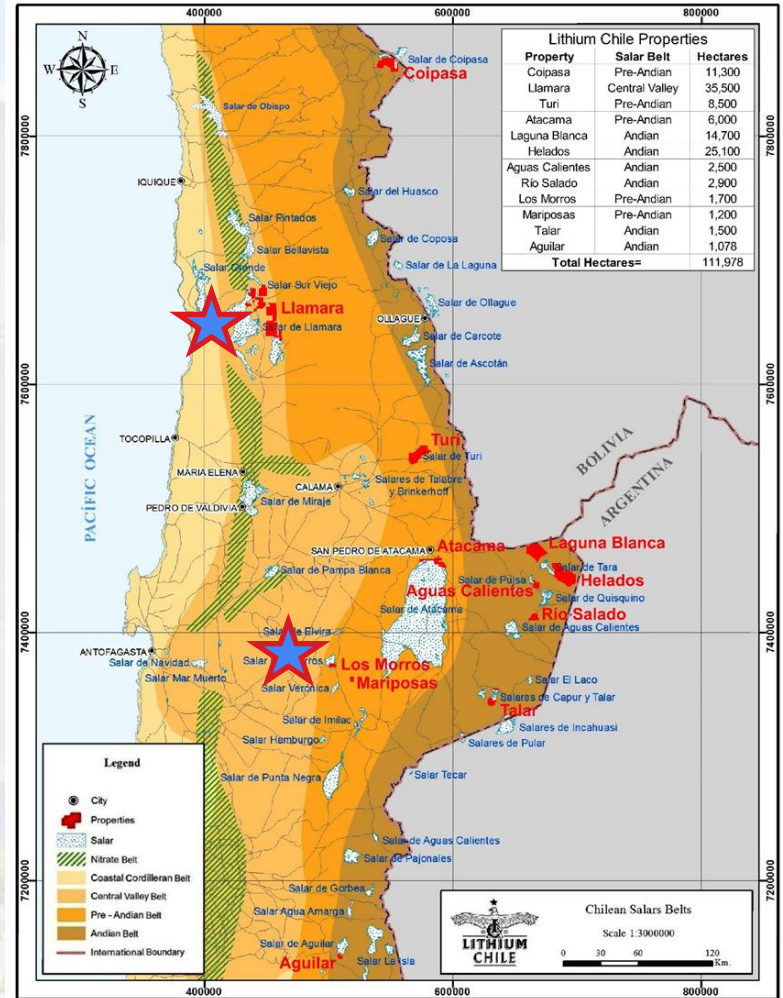 400000 600000 800000
N
W E
S
Lithium Chile Properties
Property Salar Belt Hectares
Coipasa Pre-Andian 11,300
Llamara Central Valley 35,500
Turi Pre-Andian 8,500
Atacama Pre-Andian 6,000
Laguna Blanca Andian 14,700
Helados Andian 25,100
Aguas Calientes Andian 2,500
Río Salado Andian 2,900
Los Morros Pre-Andian 1,700
Mariposas Pre-Andian 1,200
Talar Andian 1,500
Aguilar Andian 1,078
Total Hectares= 111,978
Salar de Coipasa
Coipasa
Salar de Obispo
7800000 7800000
IQUIQUE
Salar del Huasco
Salar Pintados
Salar de Coposa
Salar Bellavista
Salar de La Laguna
Salar Grande
Salar Sur Viejo
Llamara
Salar de Ollague
OLLAGUE
Salar de Llamara
Salar de Carcote
Salar de Ascotán
7600000 7600000
PACÍFIC OCEAN
TOCOPILLA
Turi
Salar de Turi
BOLIVIA
ARGENTINA
MARIA ELENA
CALAMA
Salares de Talabre
y Brinkerhoff
Salar de Miraje
PEDRO DE VALDIVIA
SAN PEDRO DE ATACAMA
Atacama
Laguna Blanca
Salar de Tara
Salar de Pampa Blanca
Salar de Pujsa
Helados
Aguas Calientes
Salar de Quisquino
Salar de Atacama
Río Salado
Salar de Aguas Calientes
7400000 7400000
Salar de Elvira
ANTOFAGASTA
Salar de Navidad
Salar
Los Morros
Salar Mar Muerto
Mariposas
Salar El Laco
Salar Verónica
Salares de Capur y Talar
Talar
Salar de Imilac
Salares de Incahuasi
Salar Hamburgo
Salares de Pular
Salar de Punta Negra
Salar Tecar
Salar de Aguas Calientes
Salar de Pajonales
7200000 7200000
Salar de Gorbea
Salar Agua Amarga
Salar de Aguilar
Aguilar
Salar La Isla
Legend
City
Properties
Salar
Nitrate Belt
Coastal Cordilleran Belt
Central Valley Belt
Pre - Andian Belt
Andien Belt
International Boundary
LITHIUM
CHILE
Chilean Salars Belts
Scale 1:3000000
0 30 60 120
Km.
400000 600000 800000